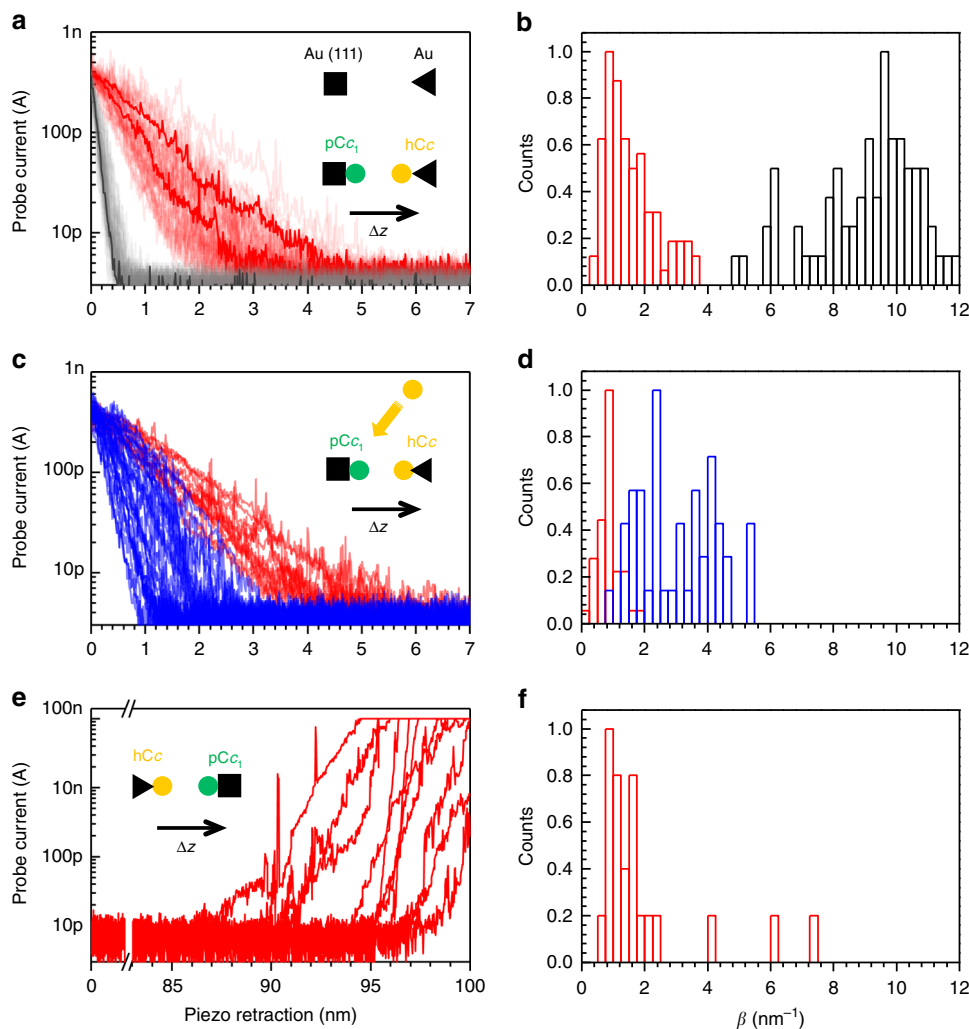 a
1n
100p
10p
Probe current (A)
Au (111)
Au
pCc₁
hCc
Δz
0 1 2 3 4 5 6 7
b
1.0
0.8
0.6
0.4
0.2
0.0
Counts
0 2 4 6 8 10 12
c
1n
100p
10p
Probe current (A)
pCc₁
hCc
Δz
0 1 2 3 4 5 6 7
d
1.0
0.8
0.6
0.4
0.2
0.0
Counts
0 2 4 6 8 10 12
e
100n
10n
100p
10p
Probe current (A)
hCc
pCc₁
Δz
0 85 90 95 100
Piezo retraction (nm)
f
1.0
0.8
0.6
0.4
0.2
0.0
Counts
0 2 4 6 8 10 12
β (nm⁻¹)